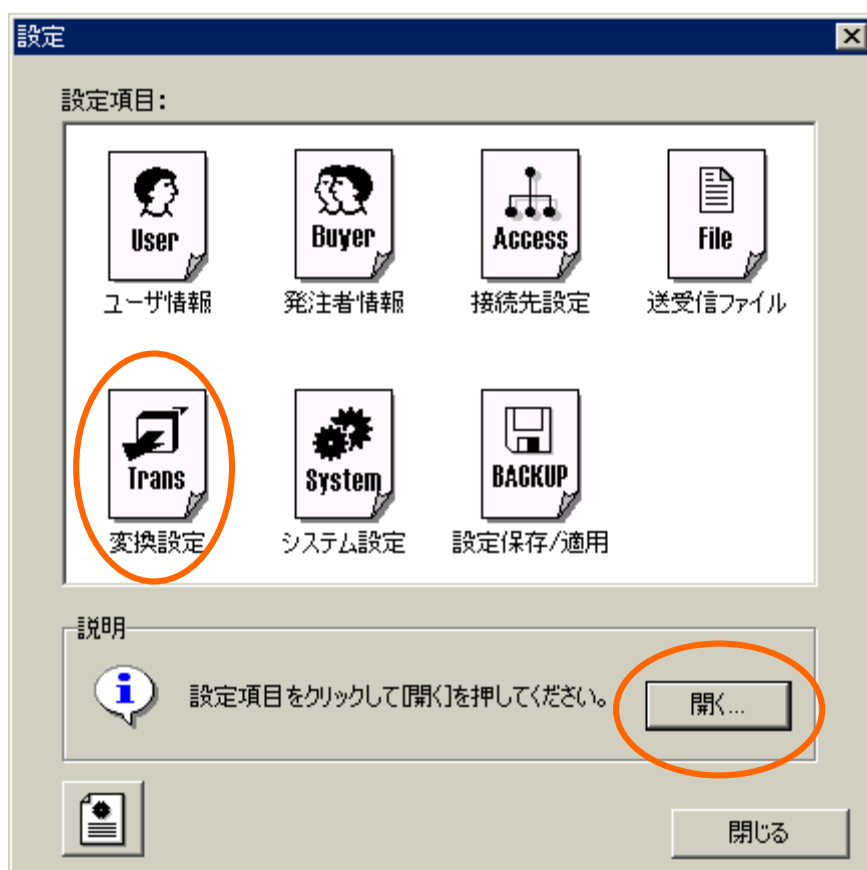 設定
設定項目:
User
Buyer
Access
File
ユーザ情報
発注者情報
接続先設定
送受信ファイル
Trans
System
BACKUP
変換設定
システム設定
設定保存/適用
説明
設定項目をクリックして[開く]を押してください。
開く...
閉じる